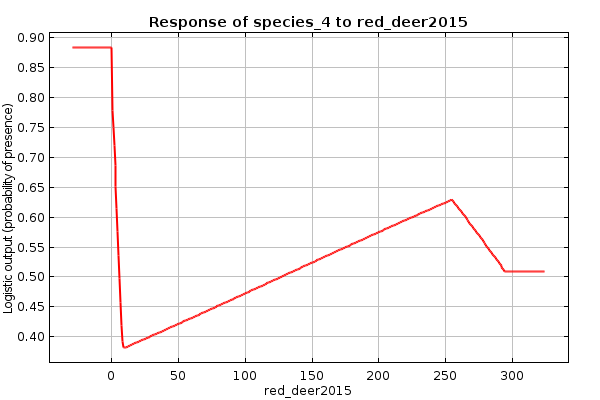 Response of species_4 to red_deer2015
Logistic output (probability of presence)
0.90
0.85
0.80
0.75
0.70
0.65
0.60
0.55
0.50
0.45
0.40
0 50 100 150 200 250 300
red_deer2015